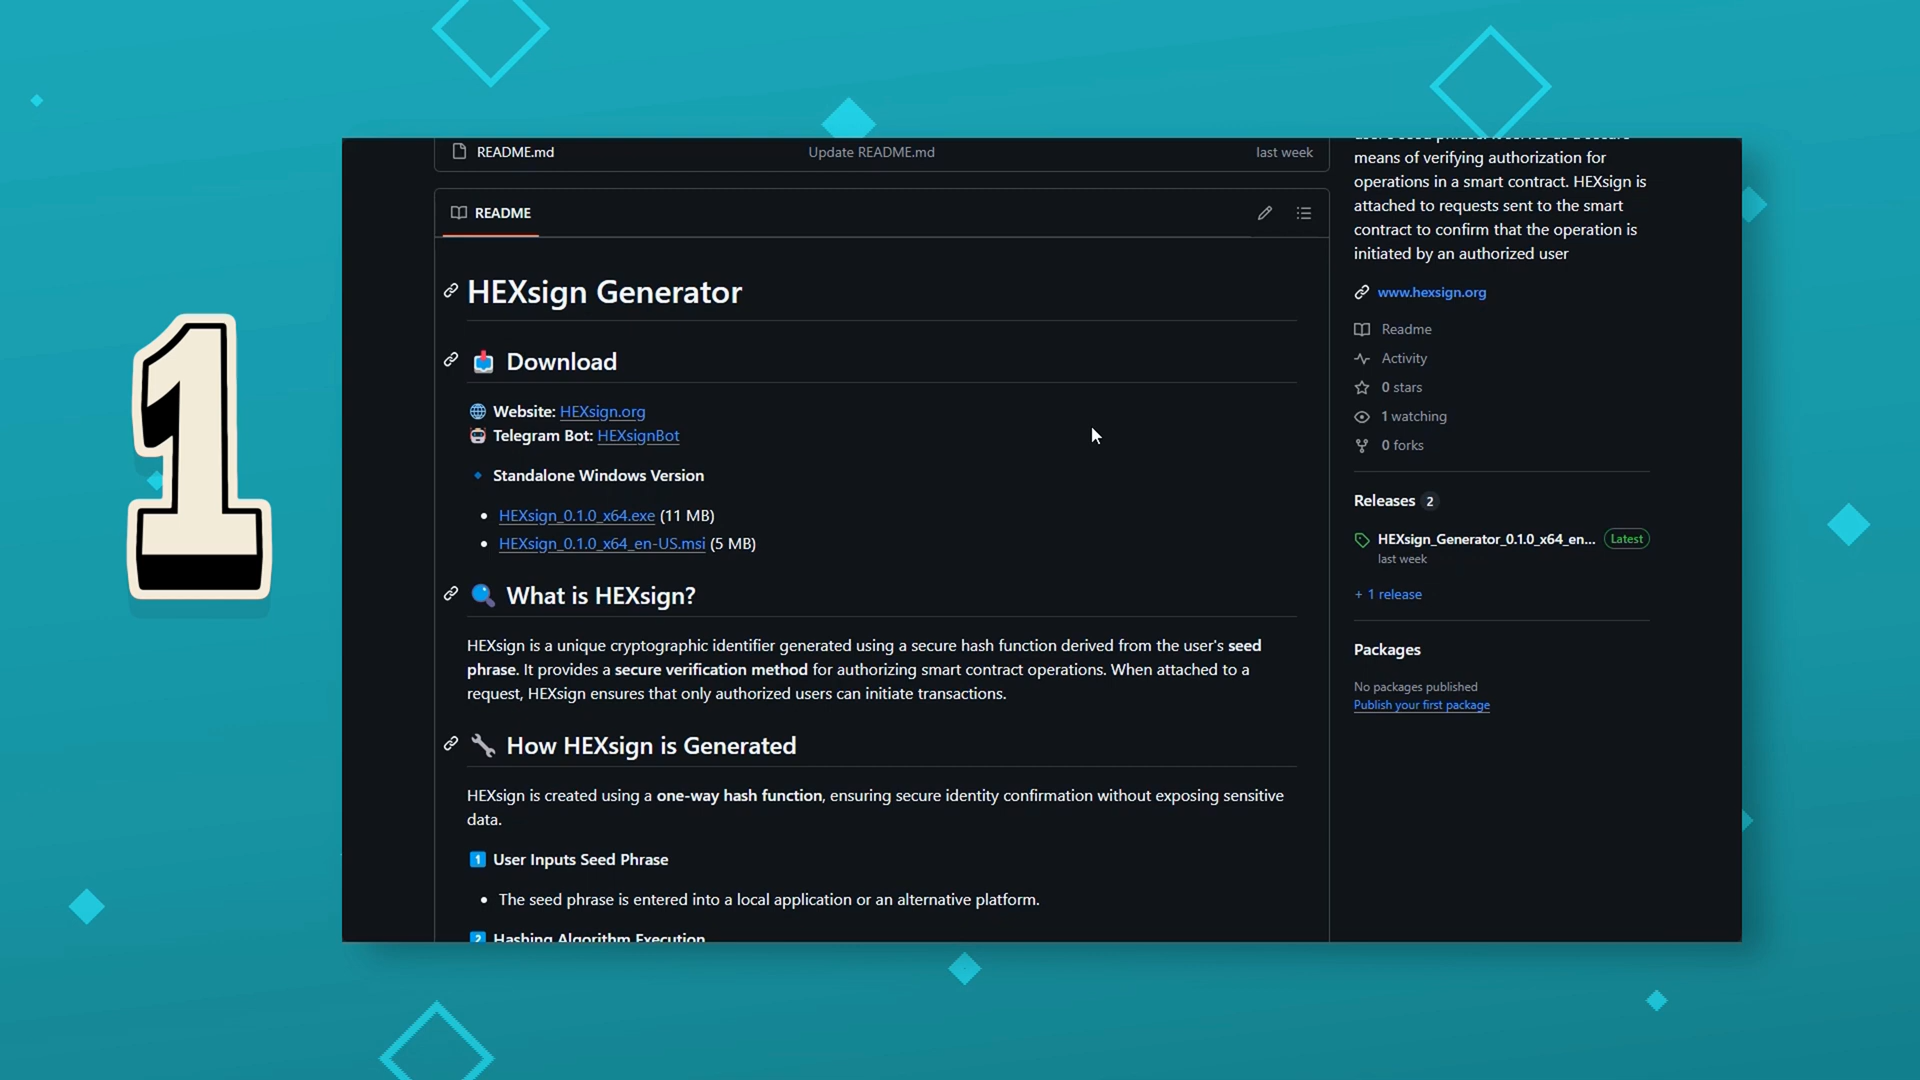 1
README.md Update README.md last week
README
HEXsign Generator
Download
Website: HEXsign.org
Telegram Bot: HEXsignBot
Standalone Windows Version
HEXsign_0.1.0_x64.exe (11 MB)
HEXsign_0.1.0_x64_en-US.msi (5 MB)
What is HEXsign?
HEXsign is a unique cryptographic identifier generated using a secure hash function derived from the user's seed
phrase. It provides a secure verification method for authorizing smart contract operations. When attached to a
request, HEXsign ensures that only authorized users can initiate transactions.
How HEXsign is Generated
HEXsign is created using a one-way hash function, ensuring secure identity confirmation without exposing sensitive
data.
1 User Inputs Seed Phrase
The seed phrase is entered into a local application or an alternative platform.
2 Hashing Algorithm Execution
means of verifying authorization for
operations in a smart contract. HEXsign is
attached to requests sent to the smart
contract to confirm that the operation is
initiated by an authorized user
www.hexsign.org
Readme
Activity
0 stars
1 watching
0 forks
Releases 2
HEXsign_Generator_0.1.0_x64_en... Latest
last week
+ 1 release
Packages
No packages published
Publish your first package